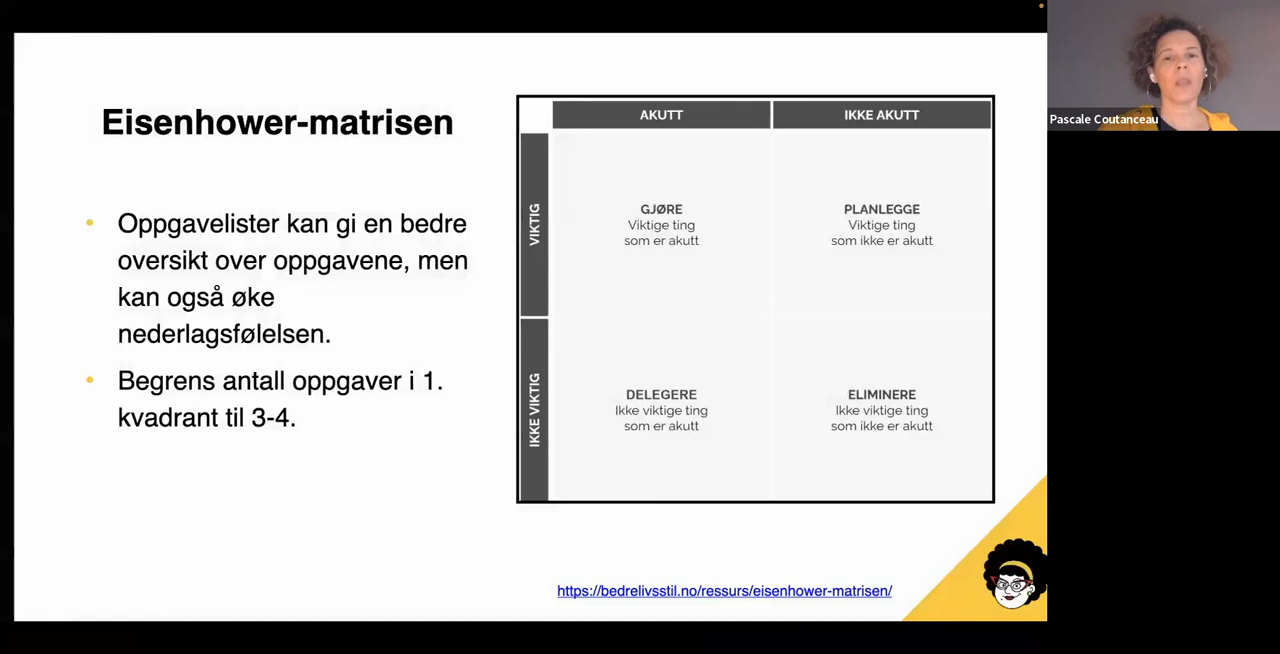 Eisenhower-matrisen
Oppgavelister kan gi en bedre
oversikt over oppgavene, men
kan også øke
nederlagsfølelsen.
Begrens antall oppgaver i 1.
kvadrant til 3-4.
AKUTT
IKKE AKUTT
VIKTIG
GJØRE
Viktige ting
som er akutt
PLANLEGGE
Viktige ting
som ikke er akutt
IKKE VIKTIG
DELEGERE
Ikke viktige ting
som er akutt
ELIMINERE
Ikke viktige ting
som ikke er akutt
https://bedrelivsstil.no/ressurs/eisenhower-matrisen/
Pascale Coutanceau